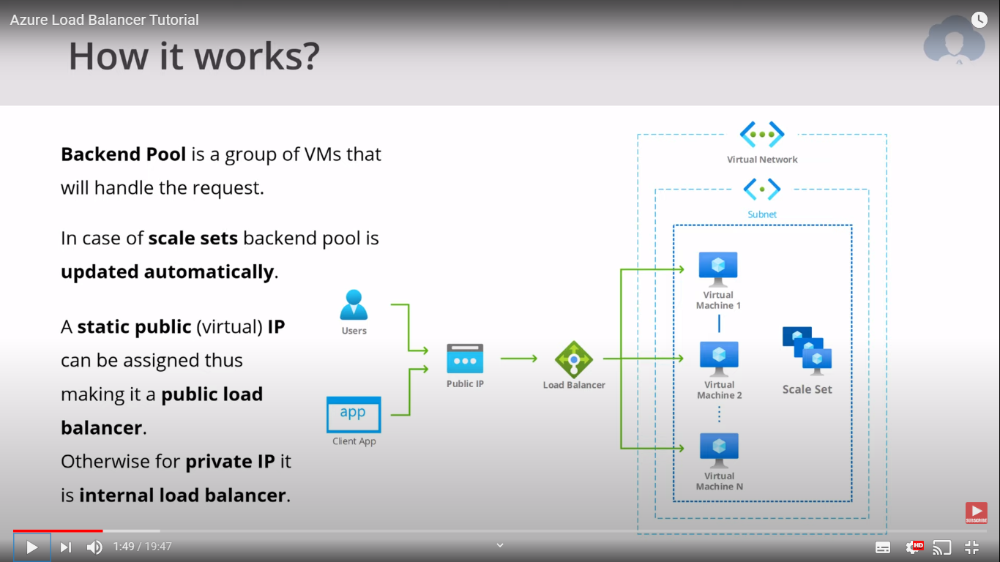 Azure Load Balancer Tutorial
How it works?
Backend Pool is a group of VMs that
will handle the request.
In case of scale sets backend pool is
updated automatically.
A static public (virtual) IP
can be assigned thus
making it a public load
balancer.
Otherwise for private IP it
is internal load balancer.
Users
app
Client App
Public IP
Load Balancer
Virtual Network
Subnet
Virtual
Machine 1
Virtual
Machine 2
Virtual
Machine N
Scale Set
SUBSCRIBE
1:49 / 19:47
HD